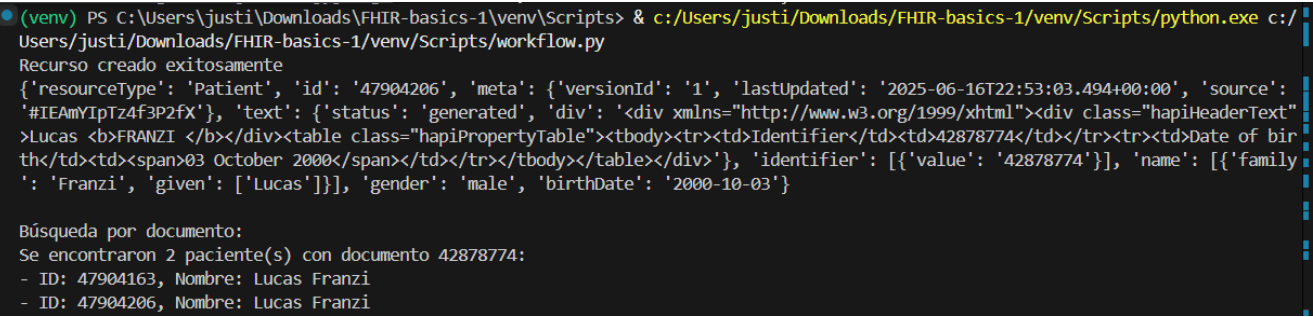 (venv) PS C:\Users\justi\Downloads\FHIR-basics-1\venv\Scripts> & c:/Users/justi/Downloads/FHIR-basics-1/venv/Scripts/python.exe c:/
Users/justi/Downloads/FHIR-basics-1/venv/Scripts/workflow.py
Recurso creado exitosamente
{'resourceType': 'Patient', 'id': '47904206', 'meta': {'versionId': '1', 'lastUpdated': '2025-06-16T22:53:03.494+00:00', 'source':
'#IEAmYIpTz4f3P2fX'}, 'text': {'status': 'generated', 'div': '<div xmlns="http://www.w3.org/1999/xhtml"><div class="hapiHeaderText"
>Lucas <b>FRANZI </b></div><table class="hapiPropertyTable"><tbody><tr><td>Identifier</td><td>42878774</td></tr><tr><td>Date of bir
th</td><td><span>03 October 2000</span></td></tr></tbody></table></div>'}, 'identifier': [{'value': '42878774'}], 'name': [{'family
': 'Franzi', 'given': ['Lucas']}], 'gender': 'male', 'birthDate': '2000-10-03'}
Búsqueda por documento:
Se encontraron 2 paciente(s) con documento 42878774:
- ID: 47904163, Nombre: Lucas Franzi
- ID: 47904206, Nombre: Lucas Franzi